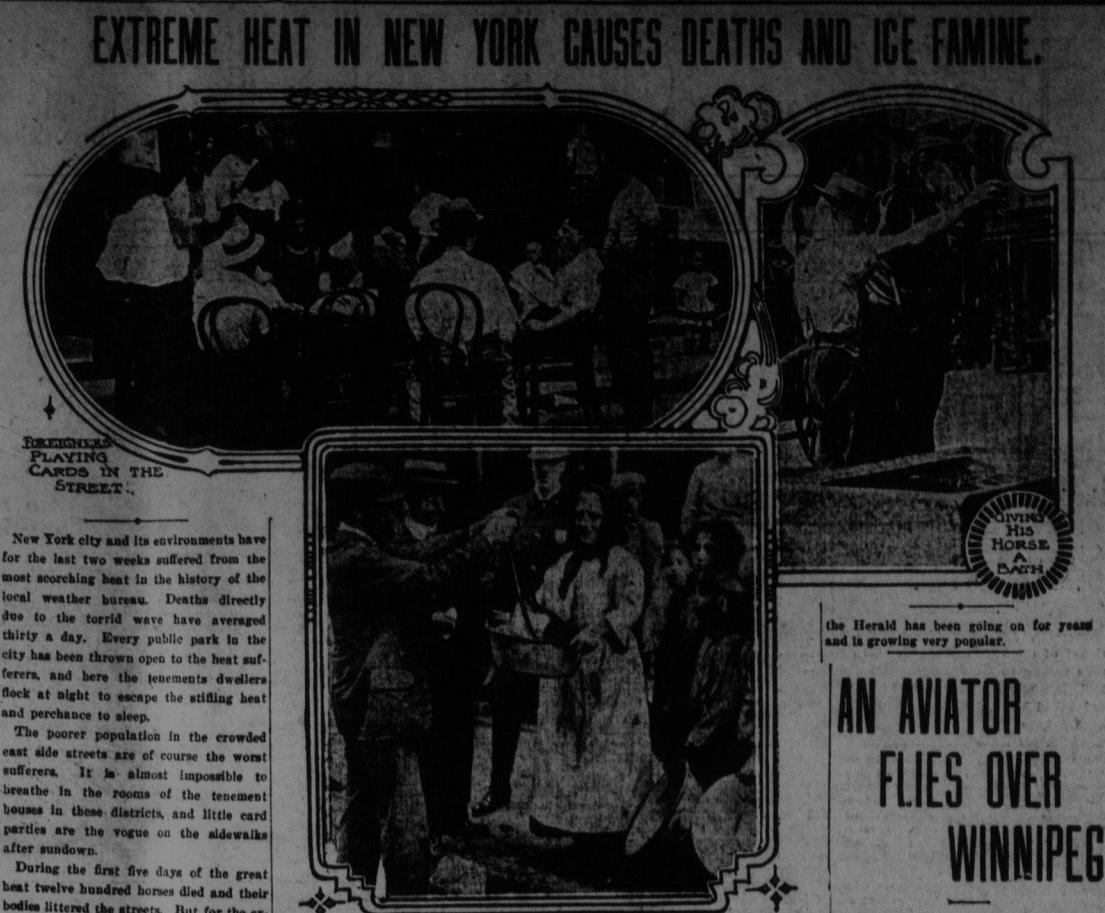 EXTREME HEAT IN NEW YORK CAUSES DEATHS AND ICE FAMINE.
FOREIGNERS
PLAYING
CARDS IN THE
STREET.
GIVING
HIS
HORSE
A
BATH
New York city and its environments have
for the last two weeks suffered from the
most scorching heat in the history of the
local weather bureau. Deaths directly
due to the torrid wave have averaged
thirty a day. Every public park in the
city has been thrown open to the heat suf-
ferers, and here the tenements dwellers
flock at night to escape the stifling heat
and perchance to sleep.
The poorer population in the crowded
east side streets are of course the worst
sufferers. It is almost impossible to
breathe in the rooms of the tenement
houses in these districts, and little card
parties are the vogue on the sidewalks
after sundown.
During the first five days of the great
heat twelve hundred horses died and their
bodies littered the streets. But for the
the Herald has been going on for years
and is growing very popular.
AN AVIATOR
FLIES OVER
WINNIPEG